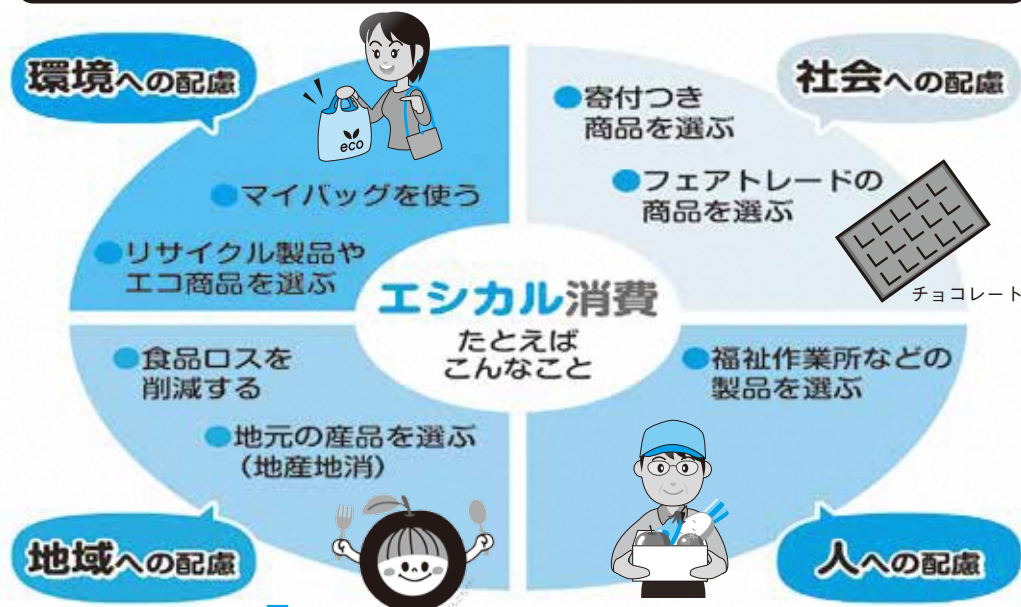 環境への配慮
eco
●マイバッグを使う
●リサイクル製品や
エコ商品を選ぶ
社会への配慮
●寄付つき
商品を選ぶ
●フェアトレードの
商品を選ぶ
チョコレート
エシカル消費
たとえば
こんなこと
●食品ロスを
削減する
●地元の産品を選ぶ
(地産地消)
地域への配慮
●福祉作業所などの
製品を選ぶ
人への配慮